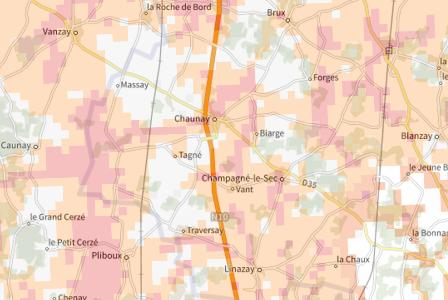 la Roche de Bord
Brux
Vanzay
Massay
Forges
Chaunay
Biarge
Blanzay
Caunay
Tagné
le Jeune B
Champagné-le-Sec
D35
Vant
N10
le Grand Cerzé
Traversay
la Bonna
le Petit Cerzé
Pliboux
la Chaux
Linazay
Chenay